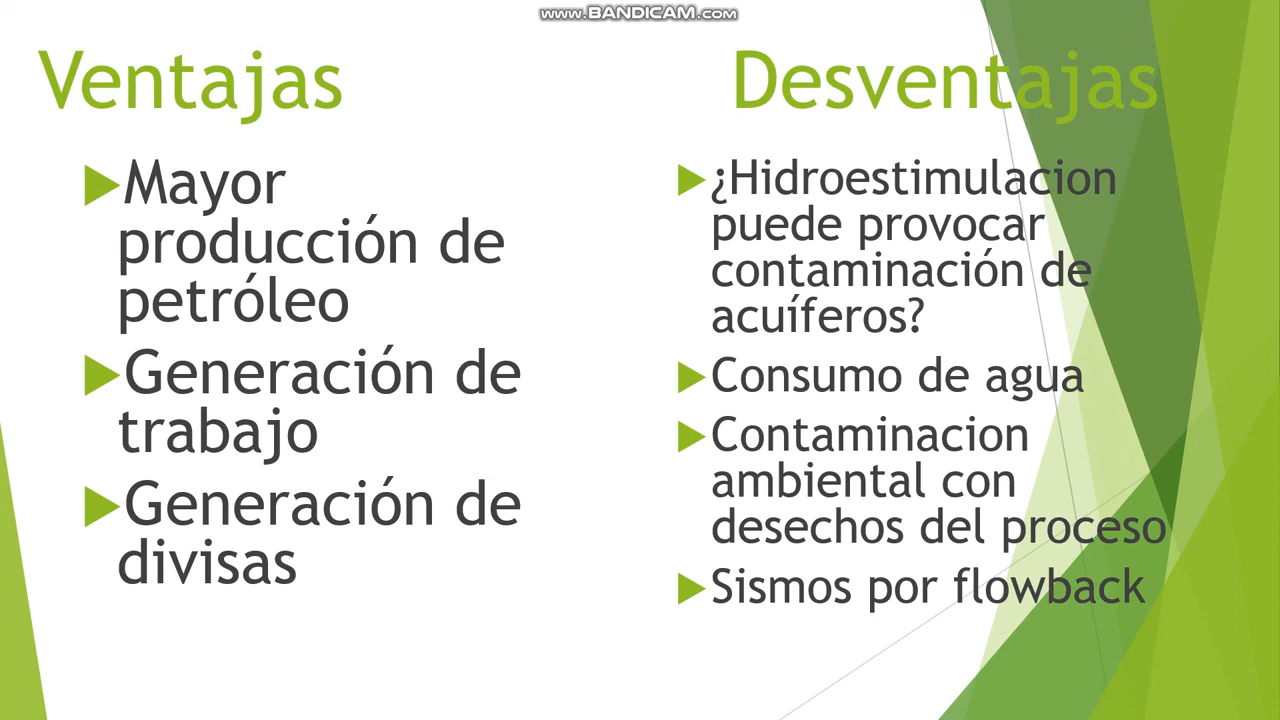 www.BANDICAM.com
Ventajas
Mayor
producción de
petróleo
Generación de
trabajo
Generación de
divisas
Desventajas
¿Hidroestimulacion
puede provocar
contaminación de
acuíferos?
Consumo de agua
Contaminacion
ambiental con
desechos del proceso
Sismos por flowback